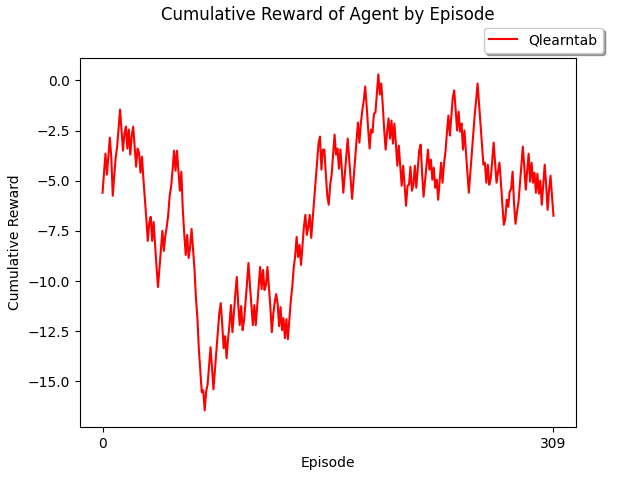 Cumulative Reward of Agent by Episode
Qlearntab
0.0
−2.5
−5.0
−7.5
−10.0
−12.5
−15.0
Cumulative Reward
0
309
Episode